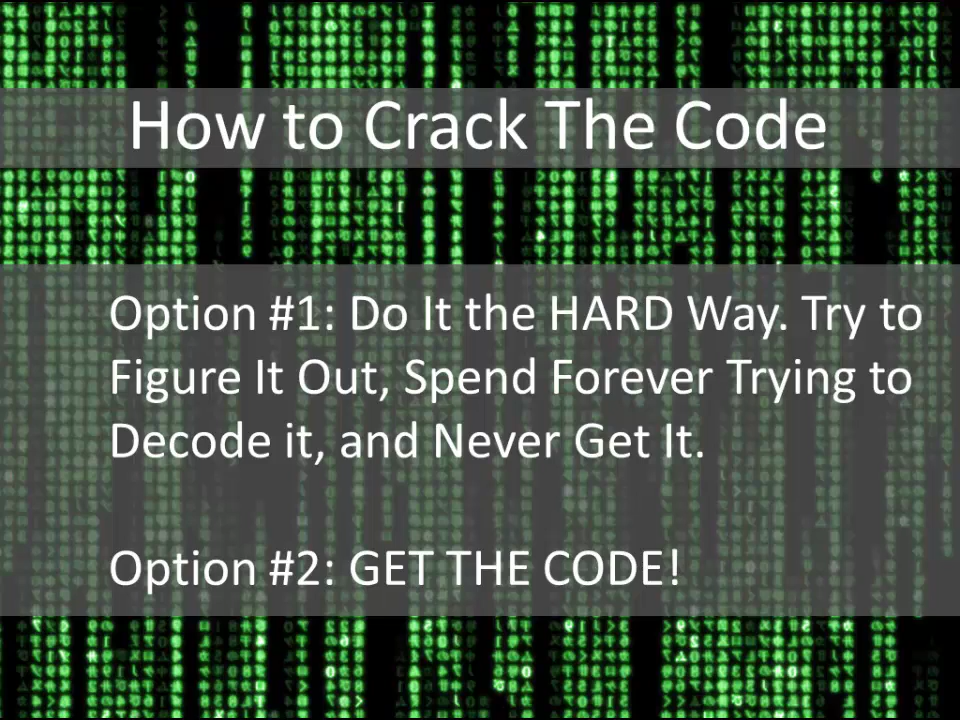 How to Crack The Code
Option #1: Do It the HARD Way. Try to
Figure It Out, Spend Forever Trying to
Decode it, and Never Get It.
Option #2: GET THE CODE!